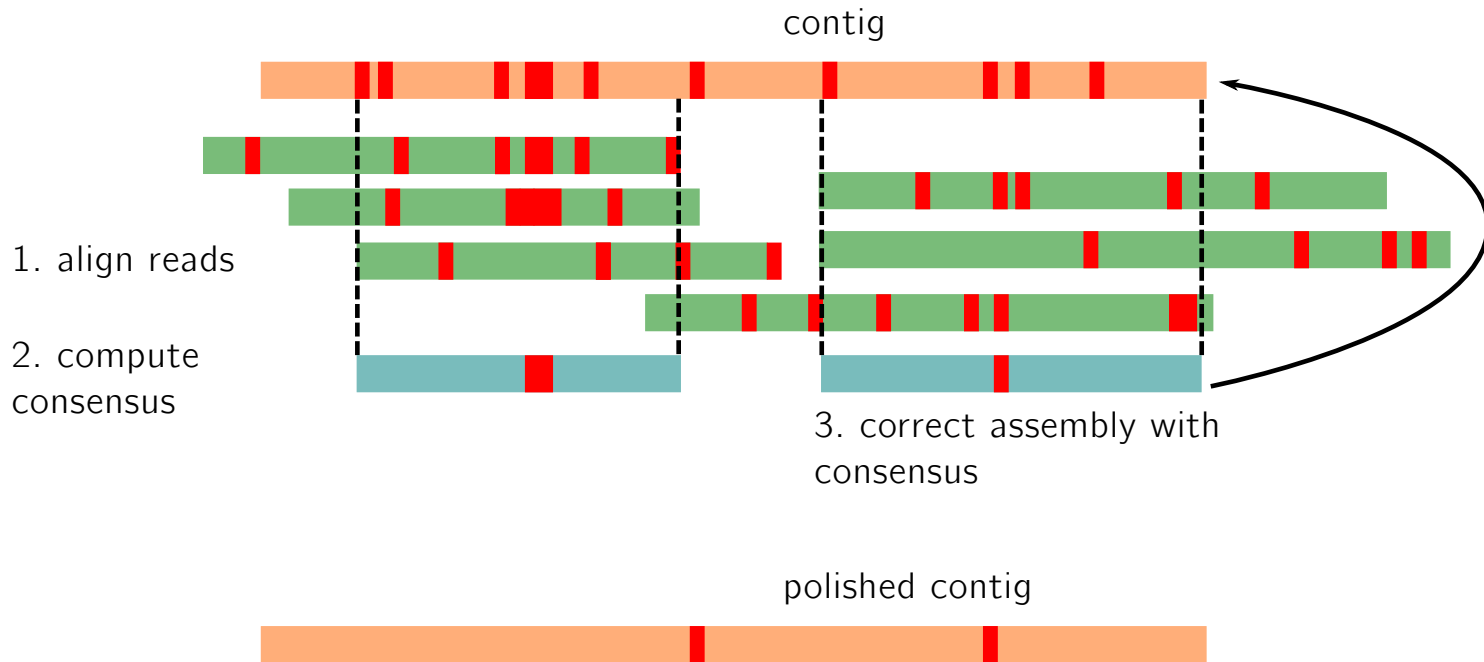 contig
1. align reads
2. compute
consensus
3. correct assembly with
consensus
polished contig